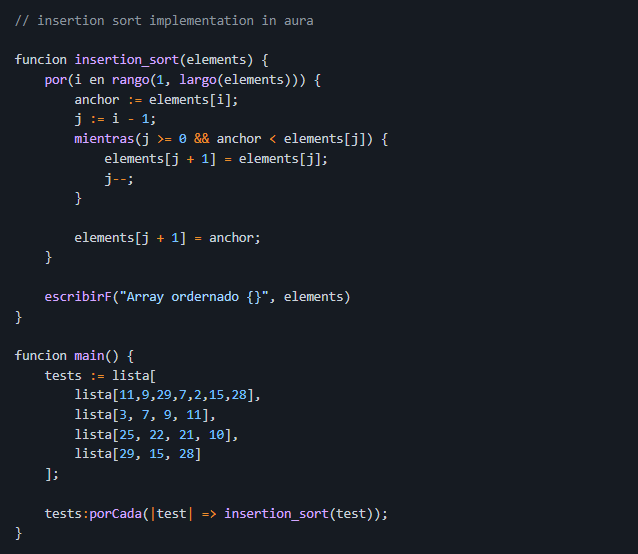 // insertion sort implementation in aura
funcion insertion_sort(elements) {
    por(i en rango(1, largo(elements))) {
        anchor := elements[i];
        j := i - 1;
        mientras(j >= 0 && anchor < elements[j]) {
            elements[j + 1] = elements[j];
            j--;
        }
        elements[j + 1] = anchor;
    }
    escribirF("Array ordernado {}", elements)
}
funcion main() {
    tests := lista[
        lista[11,9,29,7,2,15,28],
        lista[3, 7, 9, 11],
        lista[25, 22, 21, 10],
        lista[29, 15, 28]
    ];
    tests:porCada(|test| => insertion_sort(test));
}